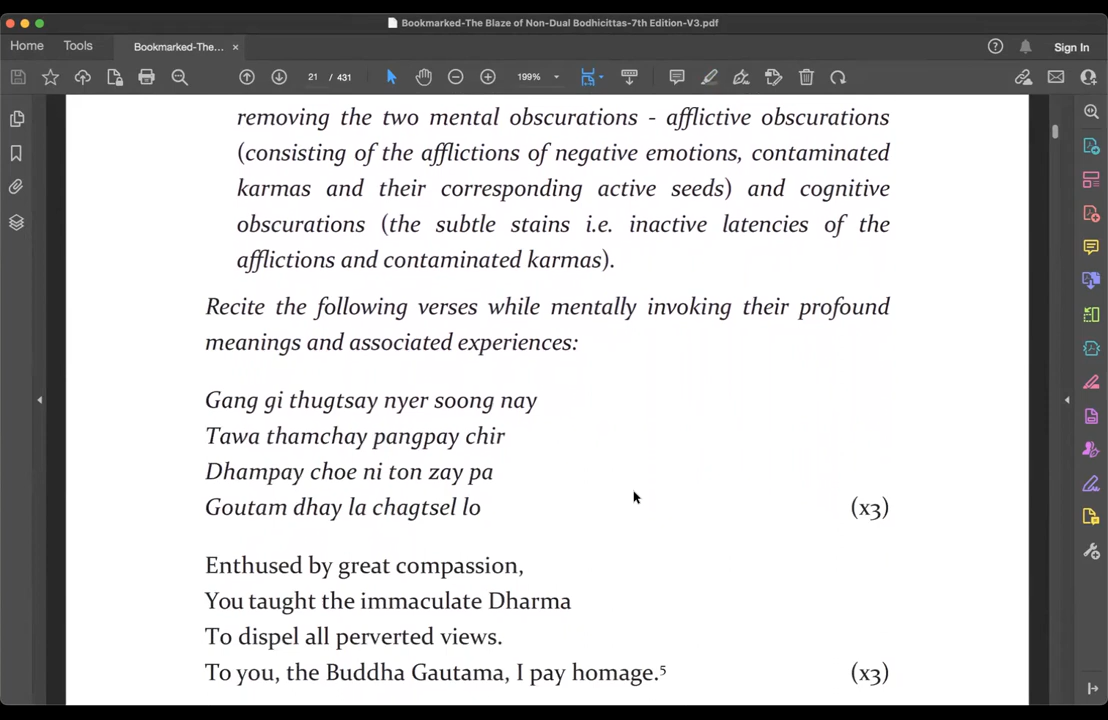 Bookmarked-The Blaze of Non-Dual Bodhicittas-7th Edition-V3.pdf
Home Tools Bookmarked-The... × Sign In
21 / 431 199%
removing the two mental obscurations - afflictive obscurations
(consisting of the afflictions of negative emotions, contaminated
karmas and their corresponding active seeds) and cognitive
obscurations (the subtle stains i.e. inactive latencies of the
afflictions and contaminated karmas).
Recite the following verses while mentally invoking their profound
meanings and associated experiences:
Gang gi thugtsay nyer soong nay
Tawa thamchay pangpay chir
Dhampay choe ni ton zay pa
Goutam dhay la chagtsel lo (x3)
Enthused by great compassion,
You taught the immaculate Dharma
To dispel all perverted views.
To you, the Buddha Gautama, I pay homage.⁵ (x3)